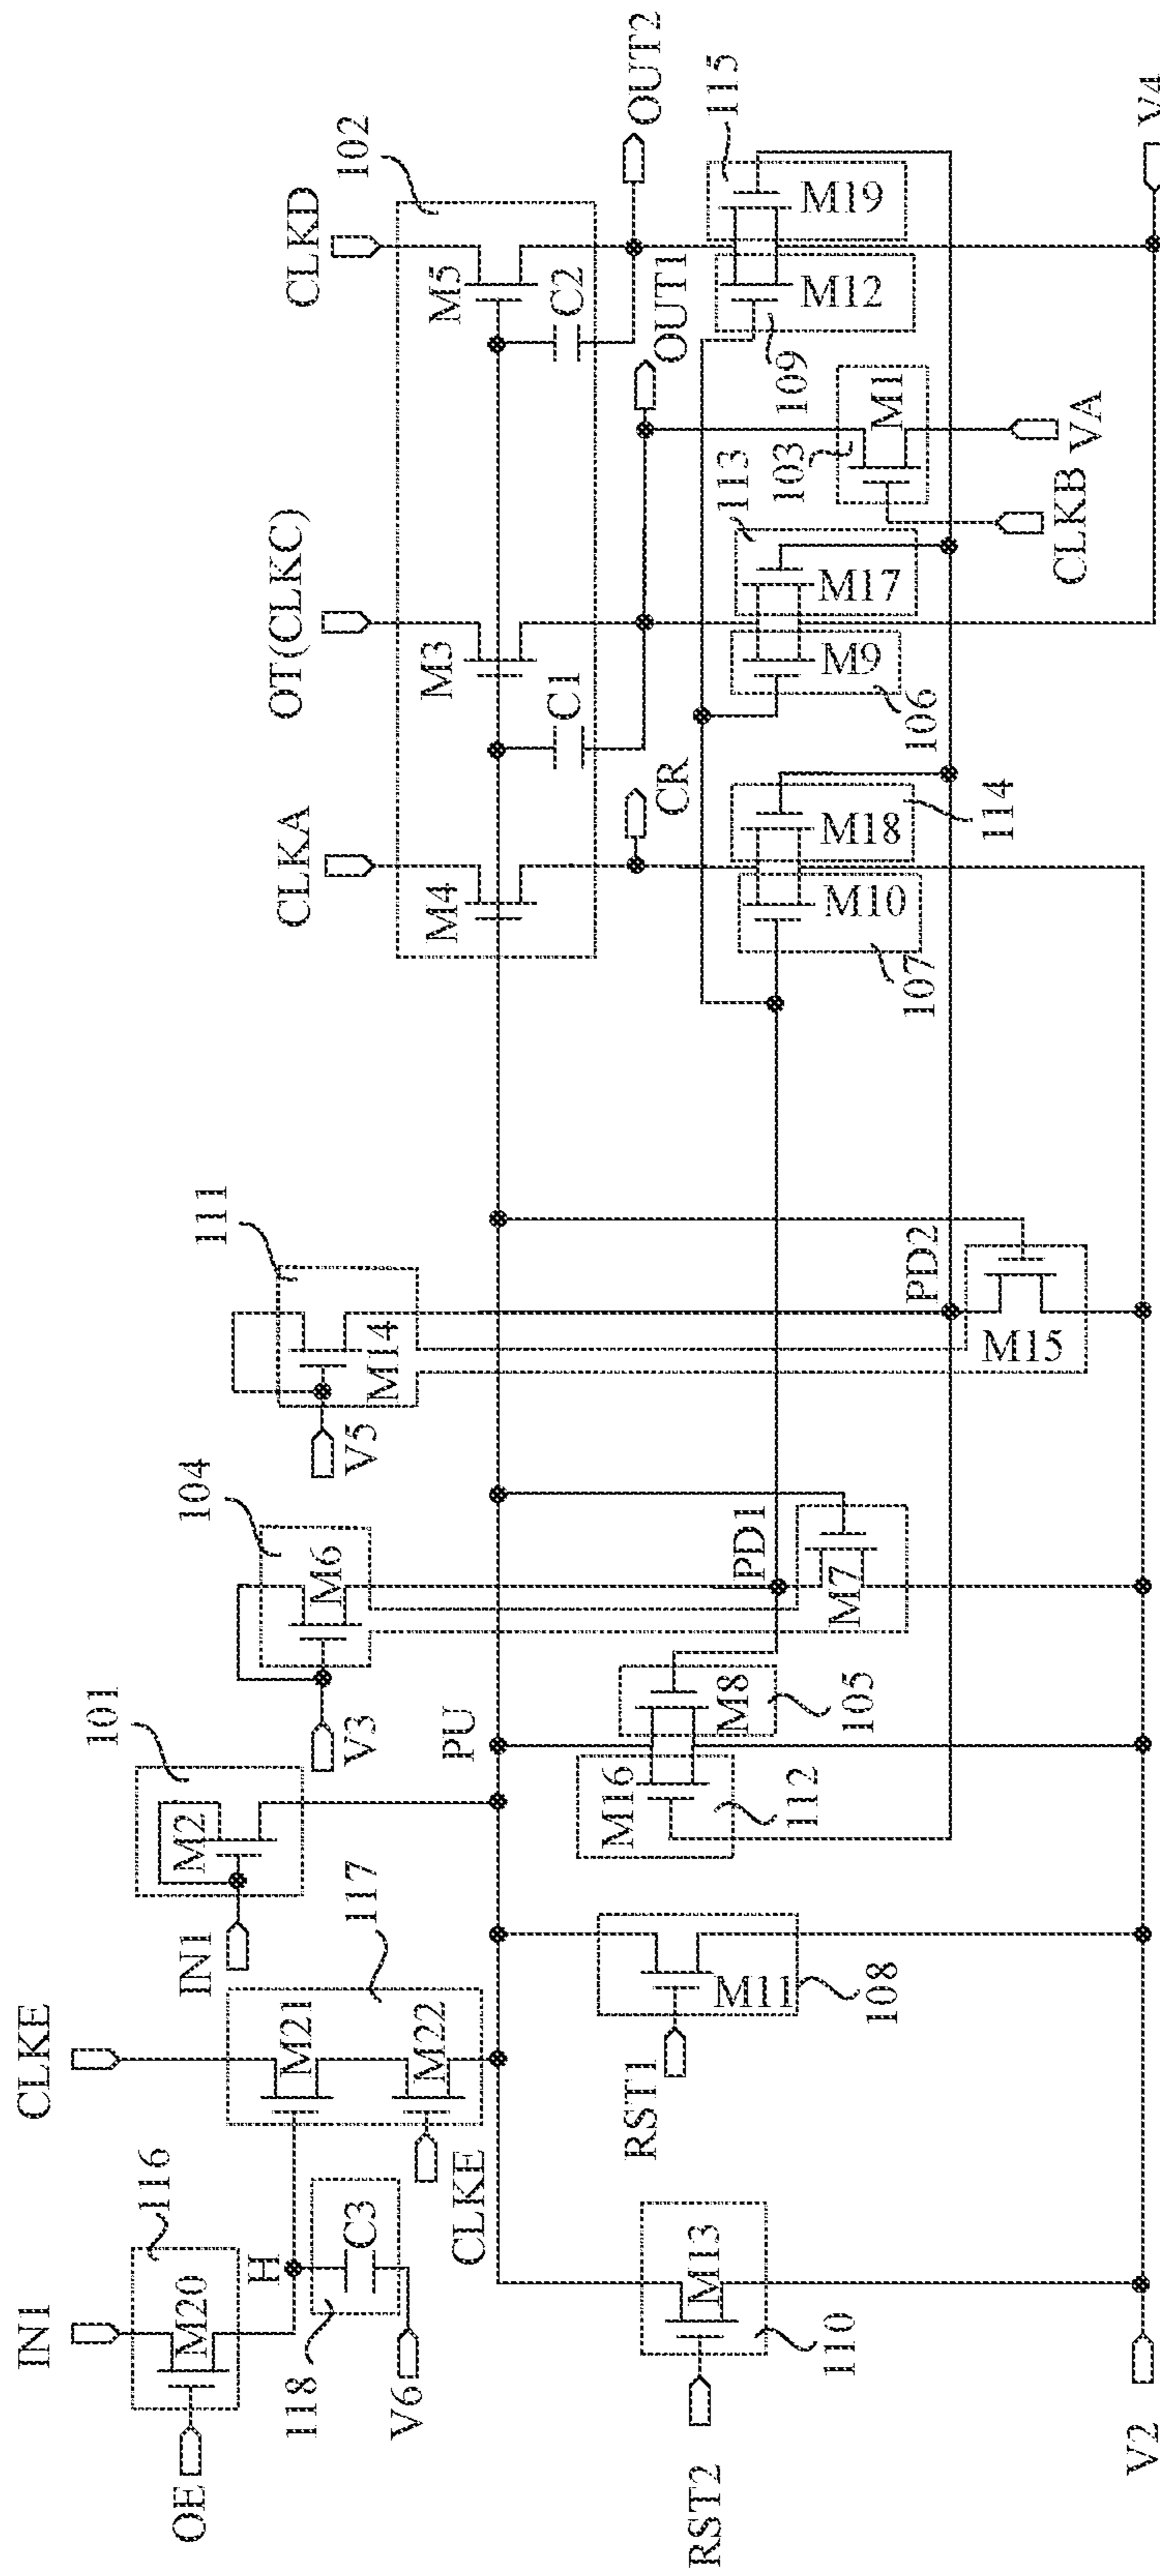 IN1
OE
116
M20
H
118
C3
V6
CLKE
M21
M22
117
CLKE
IN1
M2
101
V3
M6
104
V5
M14
111
PU
CLKA
OT(CLKC)
CLKD
102
M4
M3
M5
C1
C2
CR
OUT1
OUT2
RST2
M13
110
RST1
M11
108
M16
112
M8
105
PD1
M7
PD2
M15
M10
107
M18
114
M9
106
M17
113
103
M1
CLKB
VA
109
M12
M19
115
V2
V4